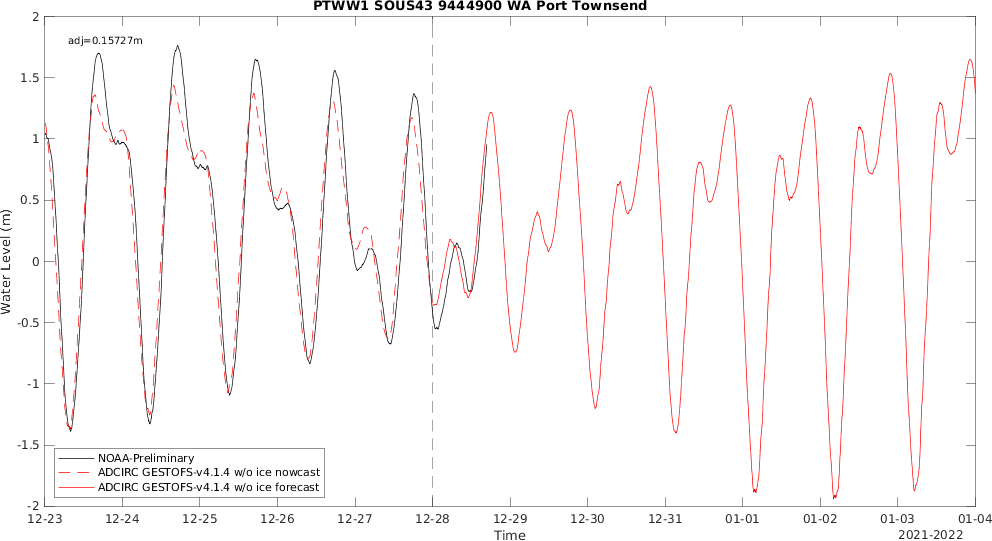 PTWW1 SOUS43 9444900 WA Port Townsend
adj=0.15727m
2
1.5
1
0.5
0
-0.5
-1
-1.5
-2
Water Level (m)
NOAA-Preliminary
ADCIRC GESTOFS-v4.1.4 w/o ice nowcast
ADCIRC GESTOFS-v4.1.4 w/o ice forecast
12-23 12-24 12-25 12-26 12-27 12-28 12-29 12-30 12-31 01-01 01-02 01-03 01-04
Time
2021-2022